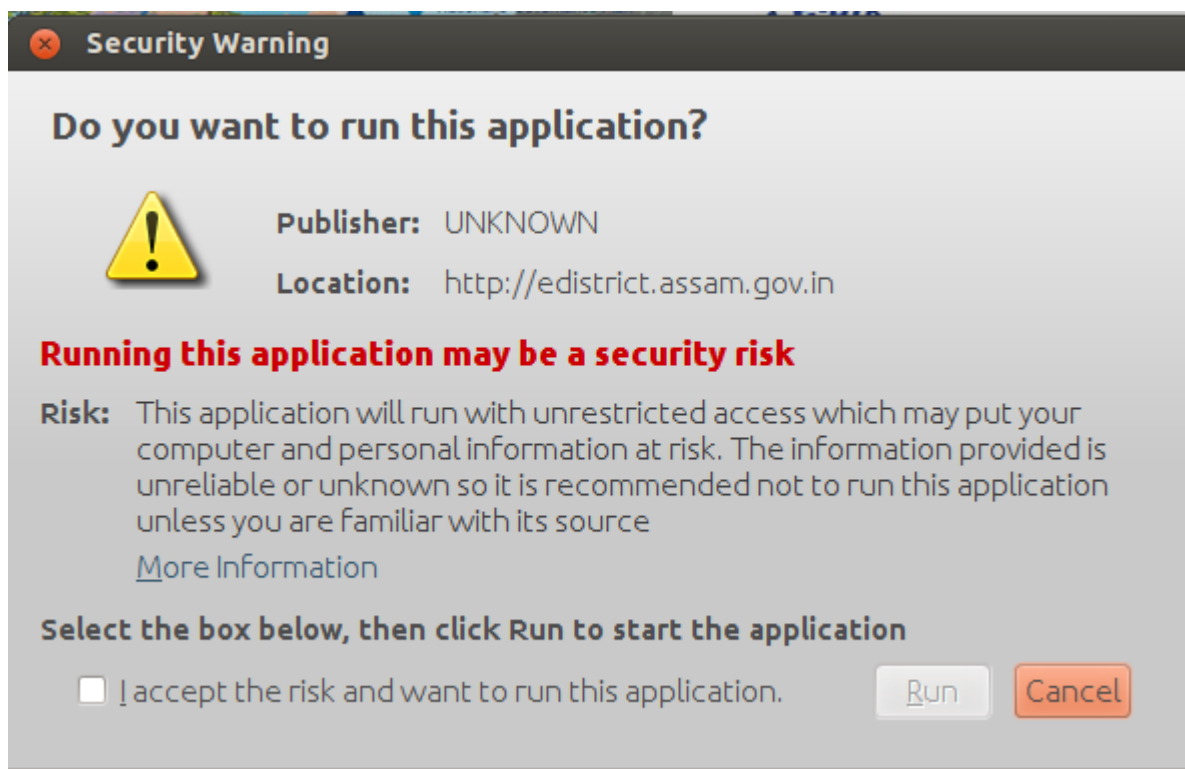 Security Warning
Do you want to run this application?
Publisher: UNKNOWN
Location: http://edistrict.assam.gov.in
Running this application may be a security risk
Risk: This application will run with unrestricted access which may put your
computer and personal information at risk. The information provided is
unreliable or unknown so it is recommended not to run this application
unless you are familiar with its source
More Information
Select the box below, then click Run to start the application
I accept the risk and want to run this application. Run Cancel